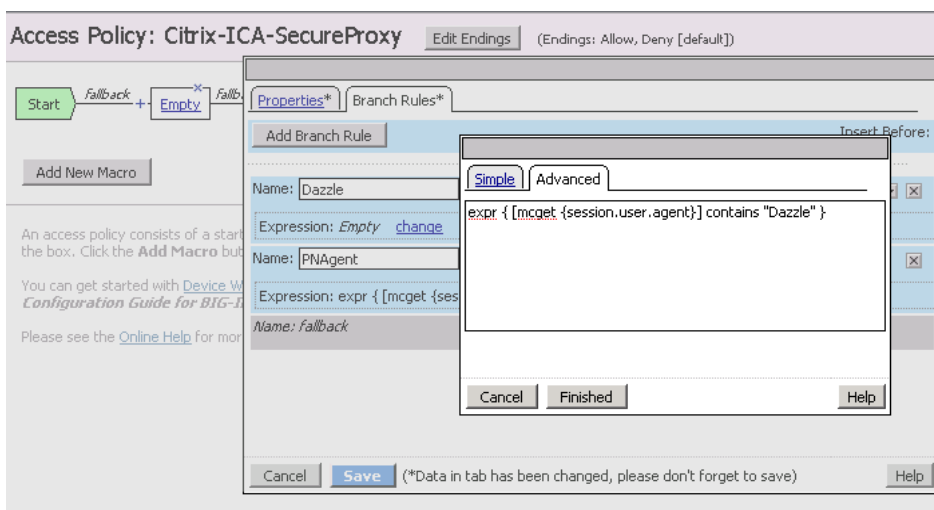 Access Policy: Citrix-ICA-SecureProxy Edit Endings (Endings: Allow, Deny [default])
Start Fallback + Empty × Fallb
Properties* Branch Rules*
Add Branch Rule Insert Before:
Add New Macro
Simple Advanced
Name: Dazzle
expr { [mcget {session.user.agent}] contains "Dazzle" }
Expression: Empty change
An access policy consists of a start
the box. Click the Add Macro but
Name: PNAgent
You can get started with Device W
Configuration Guide for BIG-I
Expression: expr { [mcget {ses
Name: fallback
Please see the Online Help for mor
Cancel Finished Help
Cancel Save (*Data in tab has been changed, please don't forget to save) Help